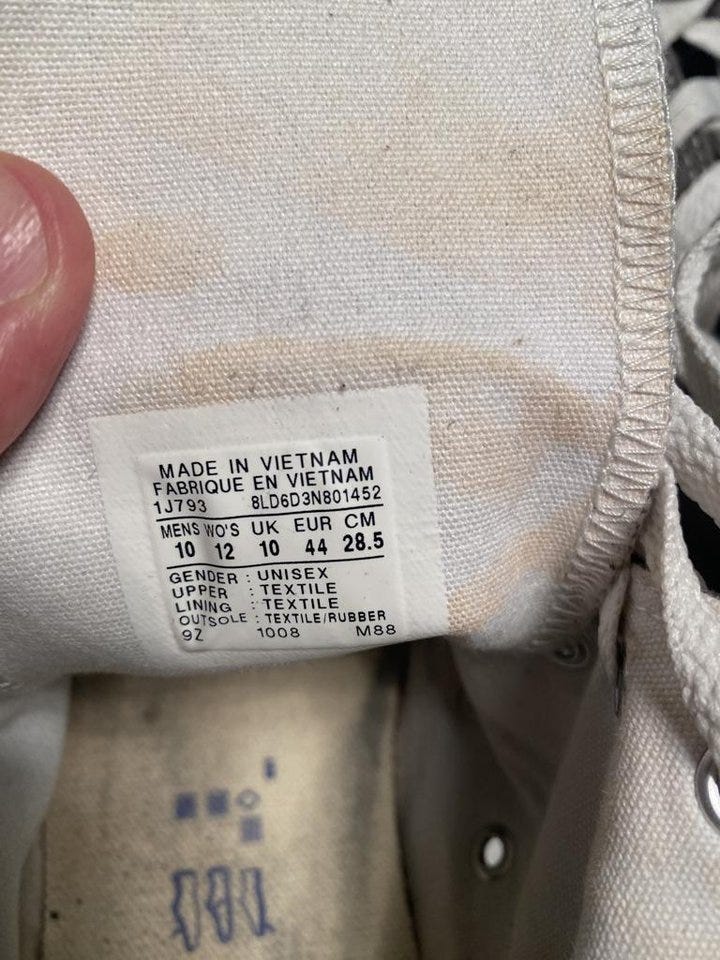 MADE IN VIETNAM
FABRIQUE EN VIETNAM
1J793 8LD6D3N801452
MENS WO'S UK EUR CM
10 12 10 44 28.5
GENDER : UNISEX
UPPER : TEXTILE
LINING : TEXTILE
OUTSOLE : TEXTILE/RUBBER
9Z 1008 M88